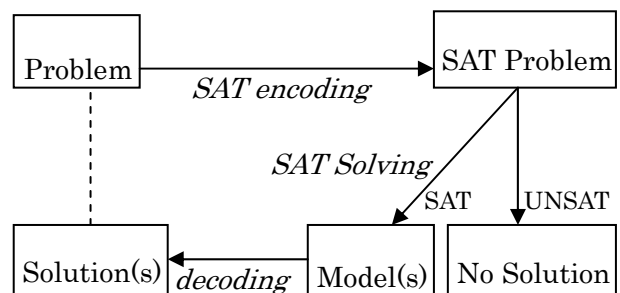 Problem
SAT Problem
SAT encoding
SAT Solving
SAT
UNSAT
Solution(s)
decoding
Model(s)
No Solution